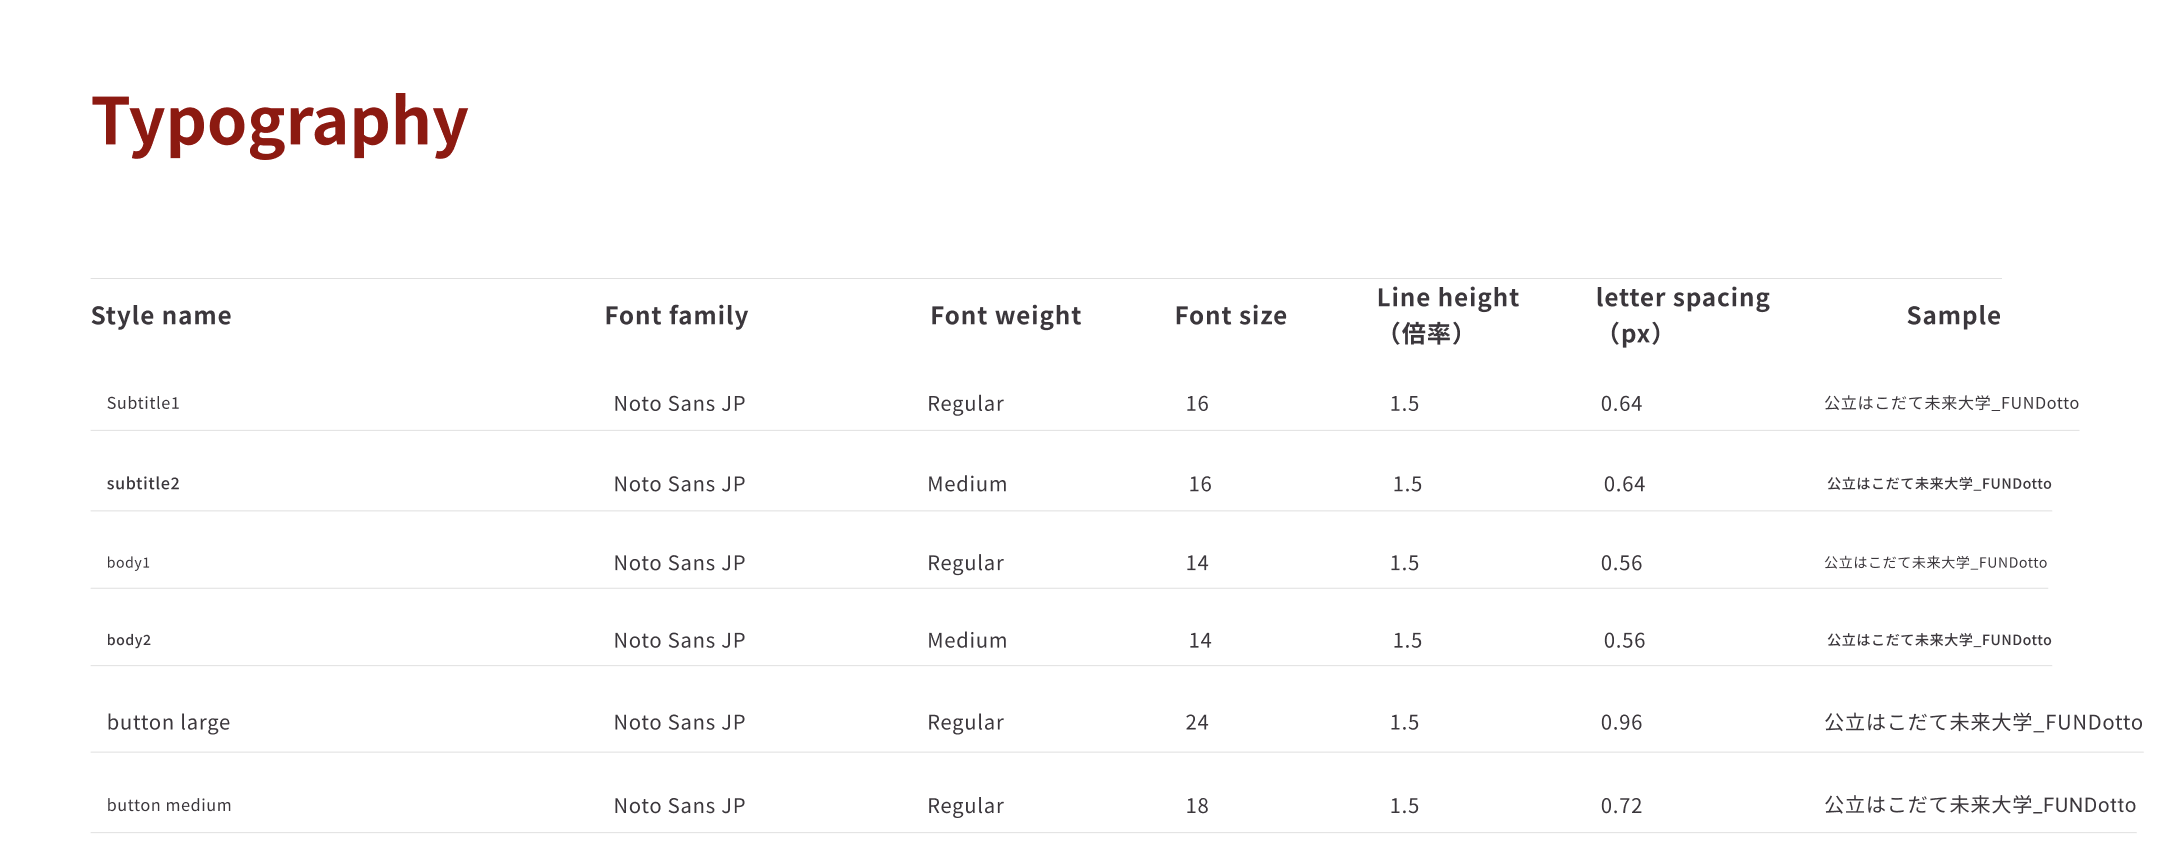 Typography
Style name Font family Font weight Font size Line height（倍率） letter spacing（px） Sample
Subtitle1 Noto Sans JP Regular 16 1.5 0.64 公立はこだて未来大学_FUNDotto
subtitle2 Noto Sans JP Medium 16 1.5 0.64 公立はこだて未来大学_FUNDotto
body1 Noto Sans JP Regular 14 1.5 0.56 公立はこだて未来大学_FUNDotto
body2 Noto Sans JP Medium 14 1.5 0.56 公立はこだて未来大学_FUNDotto
button large Noto Sans JP Regular 24 1.5 0.96 公立はこだて未来大学_FUNDotto
button medium Noto Sans JP Regular 18 1.5 0.72 公立はこだて未来大学_FUNDotto